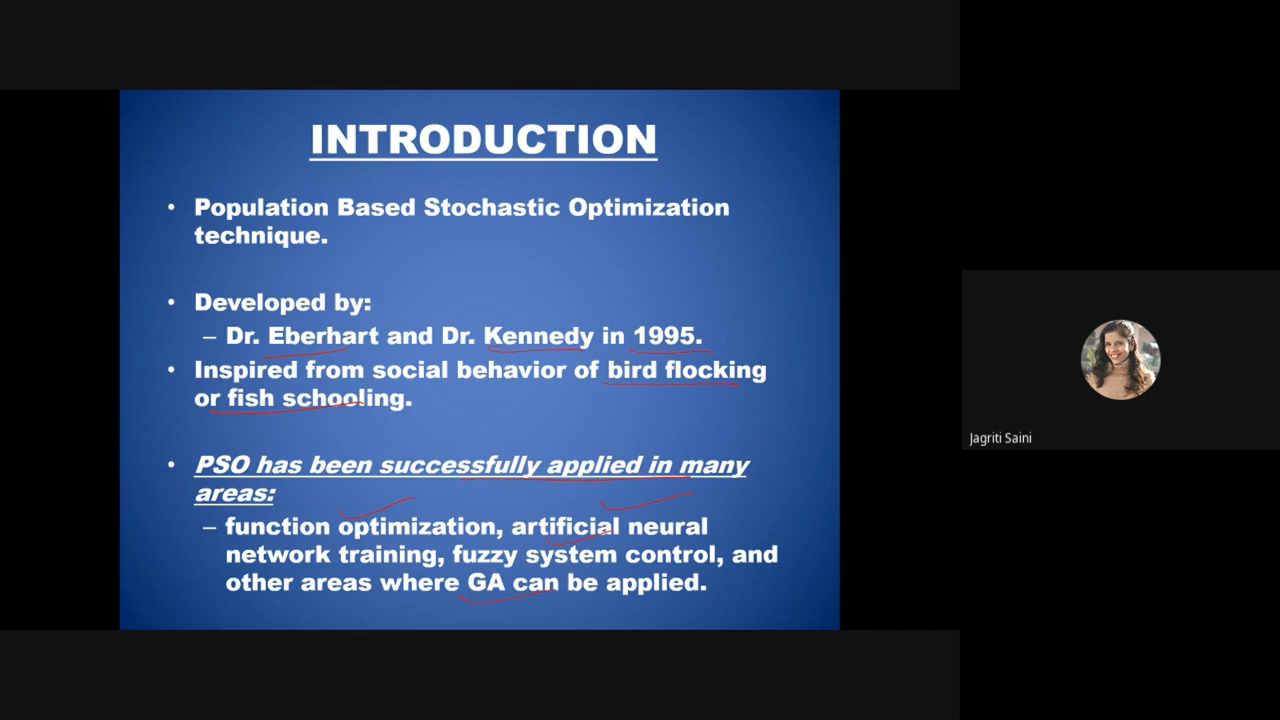 INTRODUCTION
• Population Based Stochastic Optimization
technique.
• Developed by:
– Dr. Eberhart and Dr. Kennedy in 1995.
• Inspired from social behavior of bird flocking
or fish schooling.
• PSO has been successfully applied in many
areas:
– function optimization, artificial neural
network training, fuzzy system control, and
other areas where GA can be applied.
Jagriti Saini